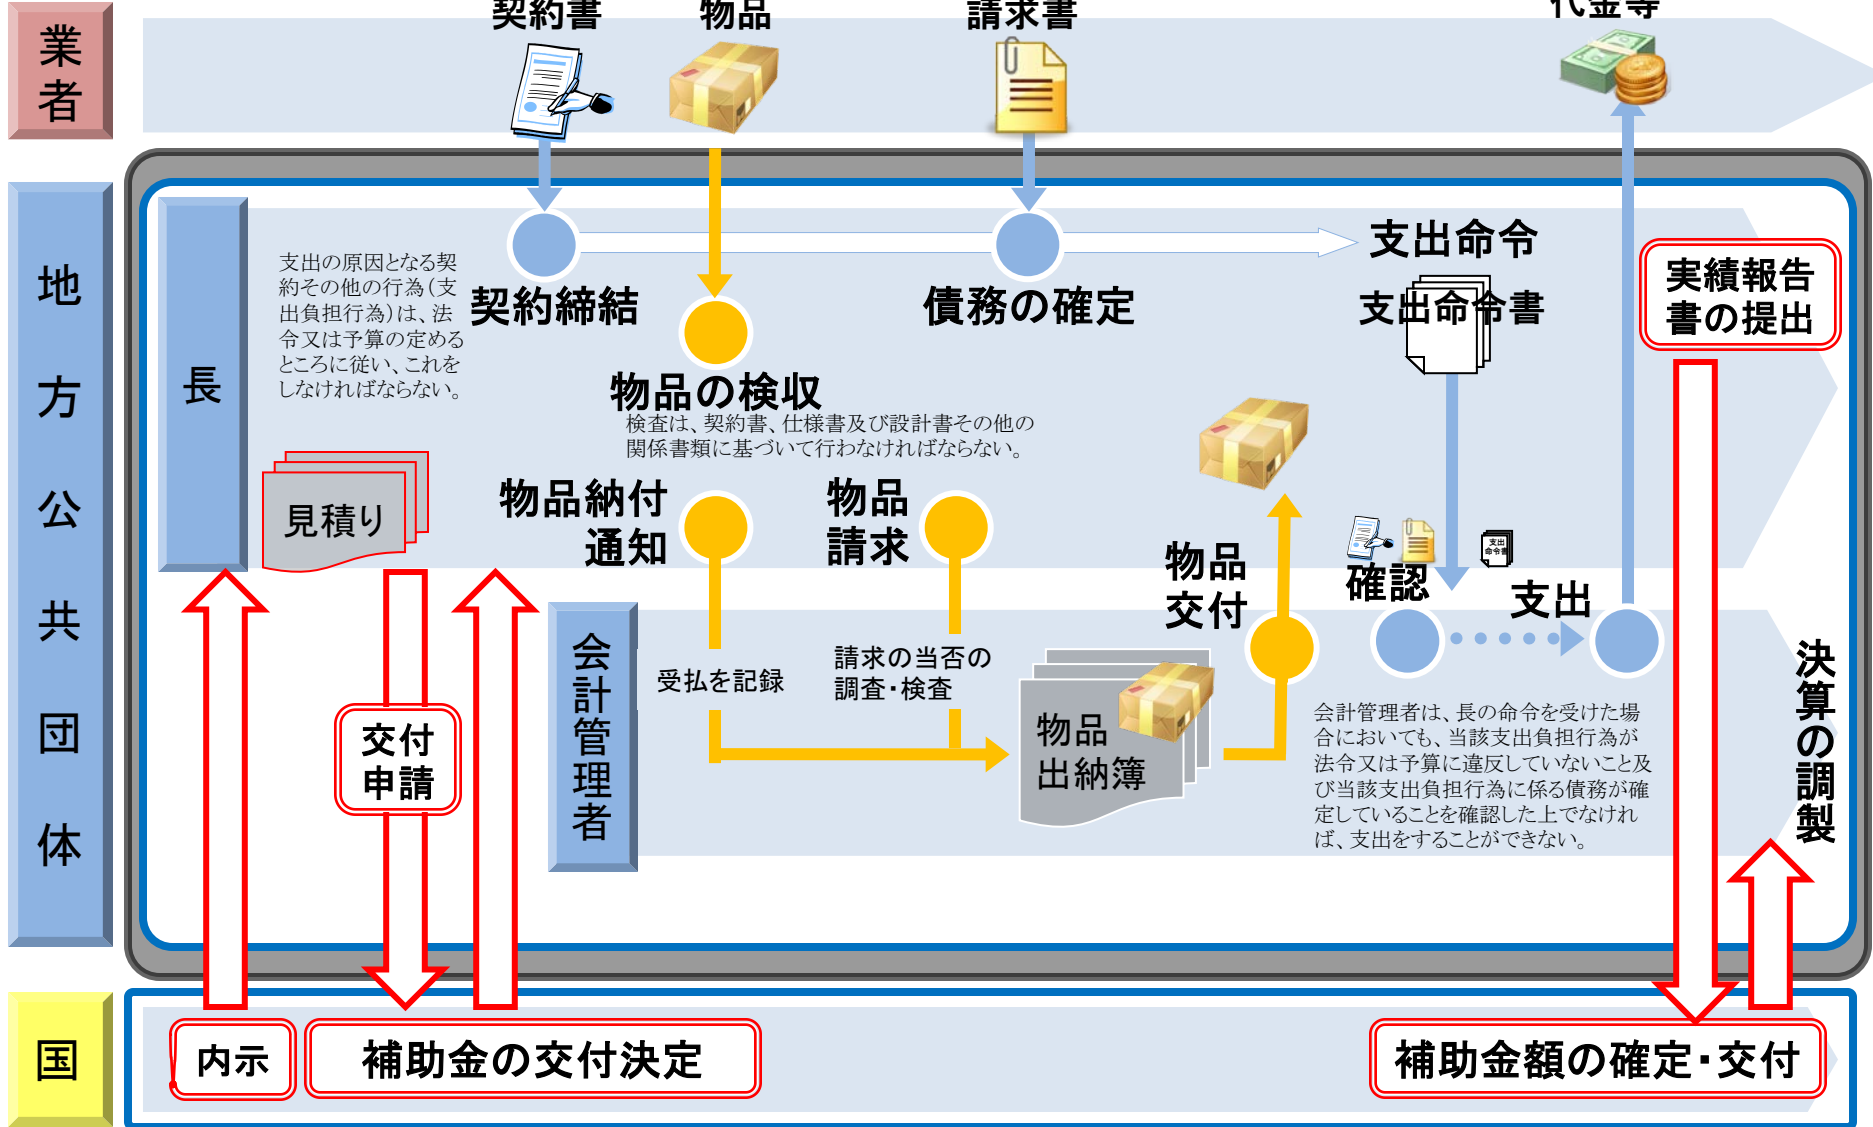 業者
契約書
物品
請求書
代金等
地方公共団体
長
支出の原因となる契
約その他の行為（支
出負担行為）は、法
令又は予算の定める
ところに従い、これを
しなければならない。
契約締結
債務の確定
支出命令
支出命令書
実績報告
書の提出
物品の検収
検査は、契約書、仕様書及び設計書その他の
関係書類に基づいて行わなければならない。
見積り
物品納付
通知
物品
請求
物品
交付
確認
支出
命令書
支出
会計管理者
受払を記録
請求の当否の
調査・検査
物品
出納簿
会計管理者は、長の命令を受けた場
合においても、当該支出負担行為が
法令又は予算に違反していないこと及
び当該支出負担行為に係る債務が確
定していることを確認した上でなけれ
ば、支出をすることができない。
決算の調製
交付
申請
国
内示
補助金の交付決定
補助金額の確定・交付